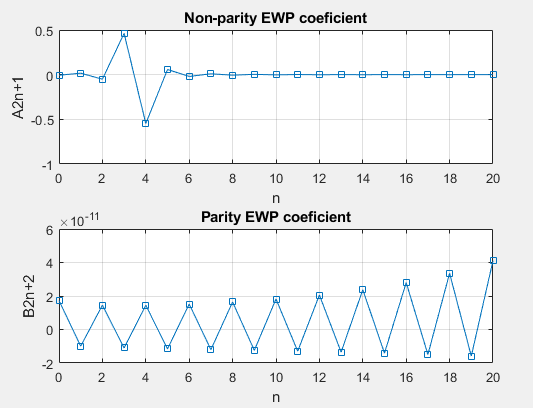 Non-parity EWP coeficient
0.5
0
-0.5
-1
A2n+1
0 2 4 6 8 10 12 14 16 18 20
n
×10-11
Parity EWP coeficient
6
4
2
0
-2
B2n+2
0 2 4 6 8 10 12 14 16 18 20
n